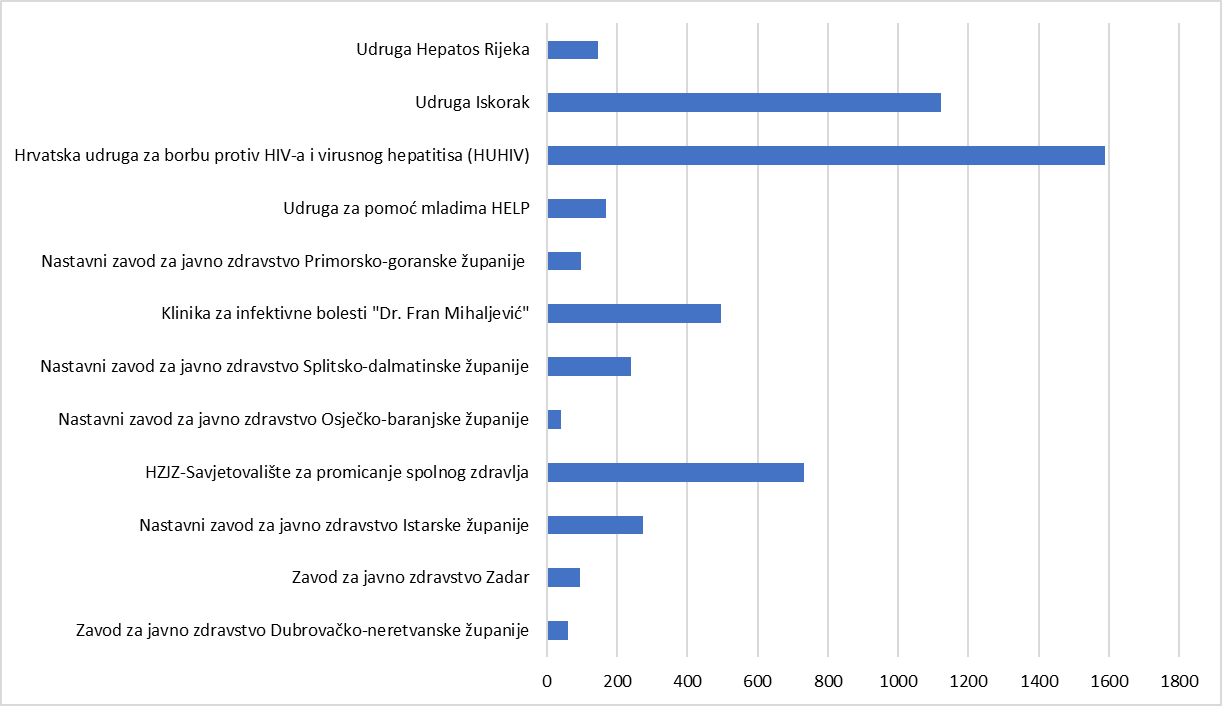 Udruga Hepatos Rijeka
Udruga Iskorak
Hrvatska udruga za borbu protiv HIV-a i virusnog hepatitisa (HUHIV)
Udruga za pomoć mladima HELP
Nastavni zavod za javno zdravstvo Primorsko-goranske županije
Klinika za infektivne bolesti "Dr. Fran Mihaljević"
Nastavni zavod za javno zdravstvo Splitsko-dalmatinske županije
Nastavni zavod za javno zdravstvo Osječko-baranjske županije
HZJZ-Savjetovalište za promicanje spolnog zdravlja
Nastavni zavod za javno zdravstvo Istarske županije
Zavod za javno zdravstvo Zadar
Zavod za javno zdravstvo Dubrovačko-neretvanske županije
0 200 400 600 800 1000 1200 1400 1600 1800